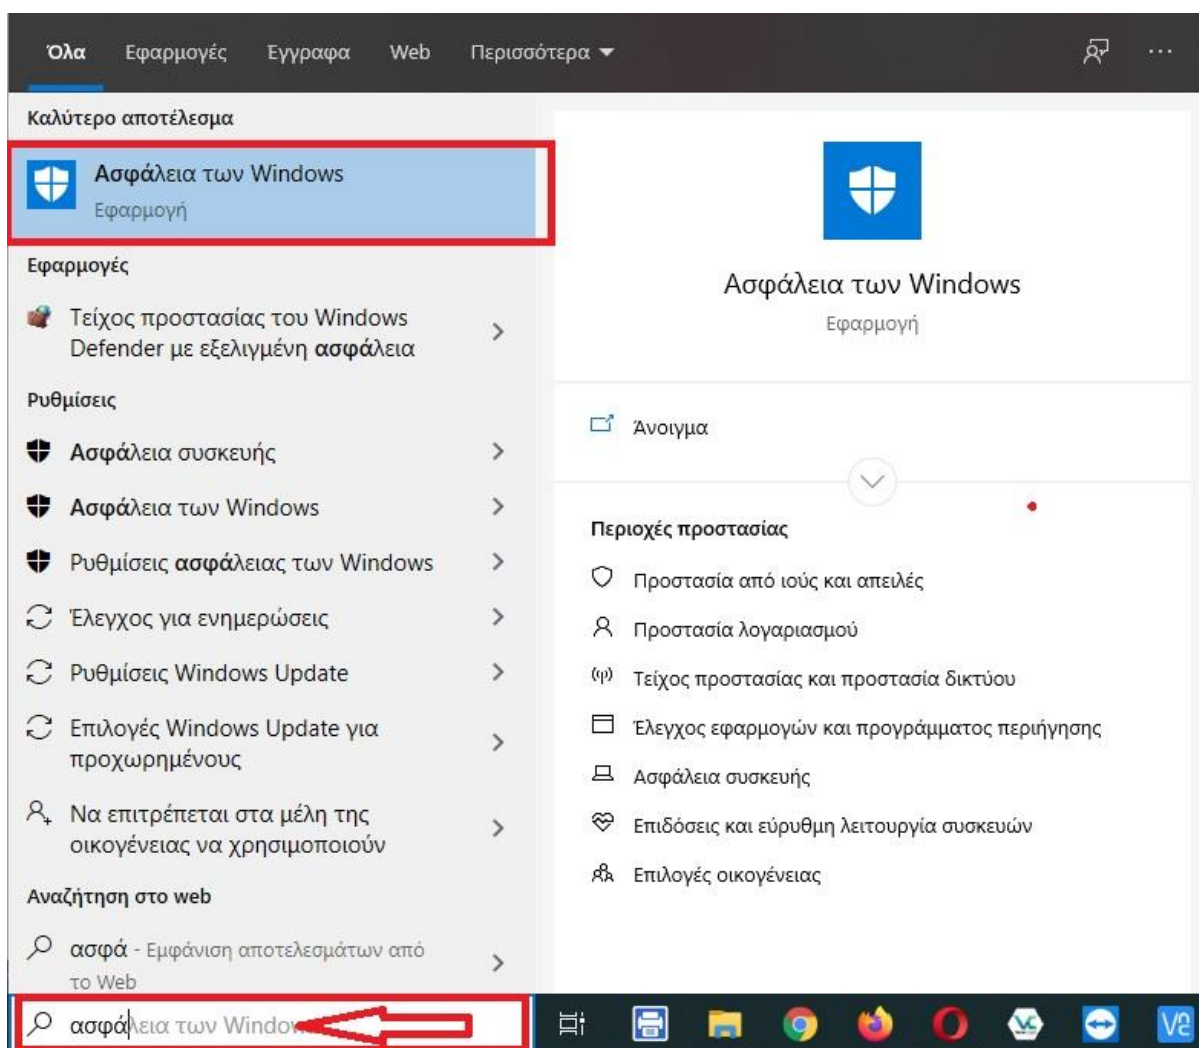 Όλα Εφαρμογές Έγγραφα Web Περισσότερα
Καλύτερο αποτέλεσμα
Ασφάλεια των Windows
Εφαρμογή
Εφαρμογές
Τείχος προστασίας του Windows
Defender με εξελιγμένη ασφάλεια
Ρυθμίσεις
Ασφάλεια συσκευής
Ασφάλεια των Windows
Ρυθμίσεις ασφάλειας των Windows
Έλεγχος για ενημερώσεις
Ρυθμίσεις Windows Update
Επιλογές Windows Update για
προχωρημένους
Να επιτρέπεται στα μέλη της
οικογένειας να χρησιμοποιούν
Αναζήτηση στο web
ασφά - Εμφάνιση αποτελεσμάτων από
το Web
ασφάλεια των Window
Ασφάλεια των Windows
Εφαρμογή
Άνοιγμα
Περιοχές προστασίας
Προστασία από ιούς και απειλές
Προστασία λογαριασμού
Τείχος προστασίας και προστασία δικτύου
Έλεγχος εφαρμογών και προγράμματος περιήγησης
Ασφάλεια συσκευής
Επιδόσεις και εύρυθμη λειτουργία συσκευών
Επιλογές οικογένειας